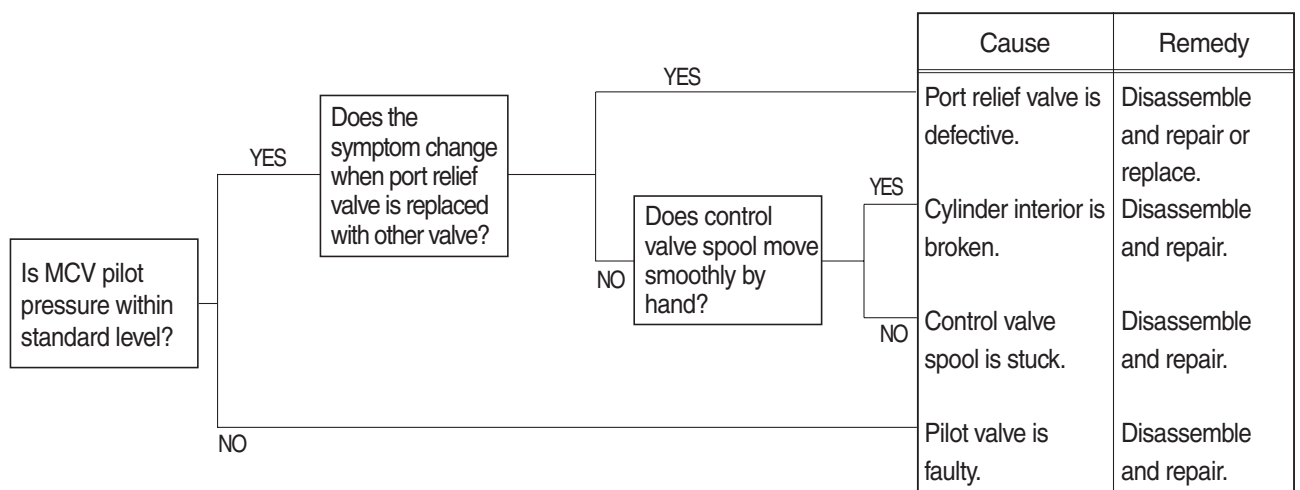 Cause
Remedy
YES
Port relief valve is
defective.
Disassemble
and repair or
replace.
Does the
symptom change
when port relief
valve is replaced
with other valve?
YES
YES
Cylinder interior is
broken.
Disassemble
and repair.
Does control
valve spool move
smoothly by
hand?
NO
Is MCV pilot
pressure within
standard level?
NO
Control valve
spool is stuck.
Disassemble
and repair.
NO
Pilot valve is
faulty.
Disassemble
and repair.